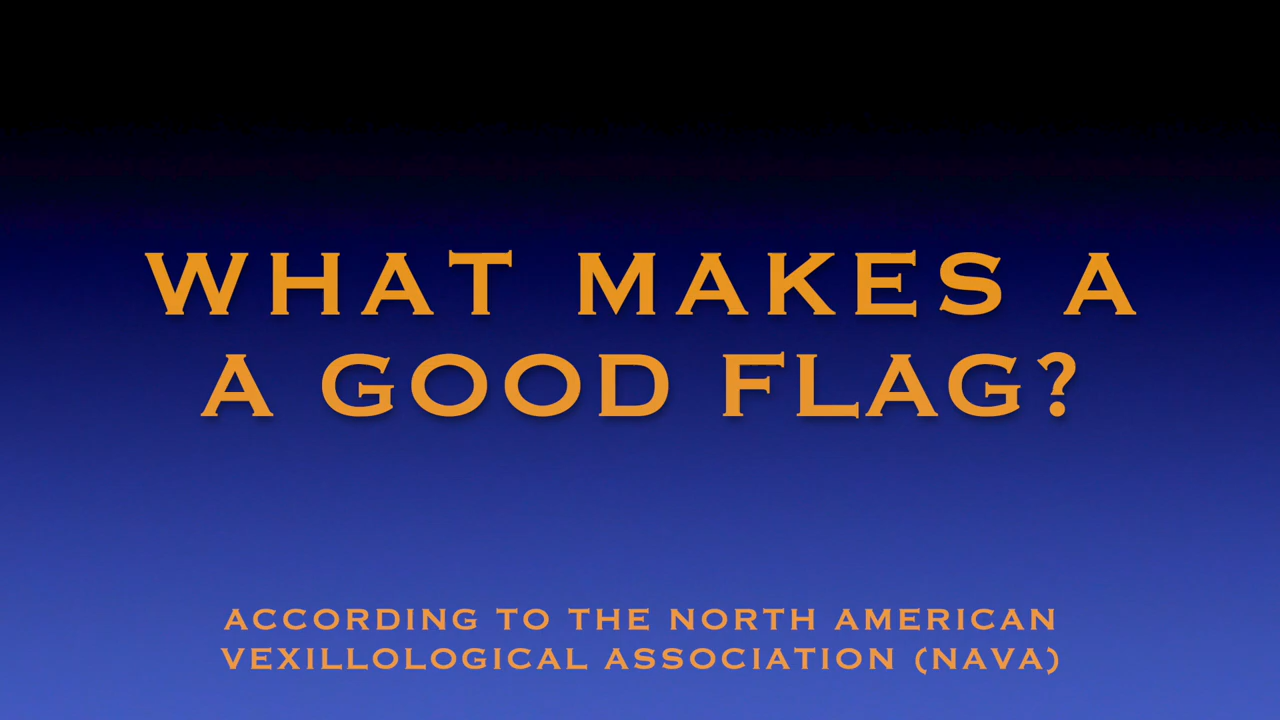 WHAT MAKES A
A GOOD FLAG?
ACCORDING TO THE NORTH AMERICAN
VEXILLOLOGICAL ASSOCIATION (NAVA)